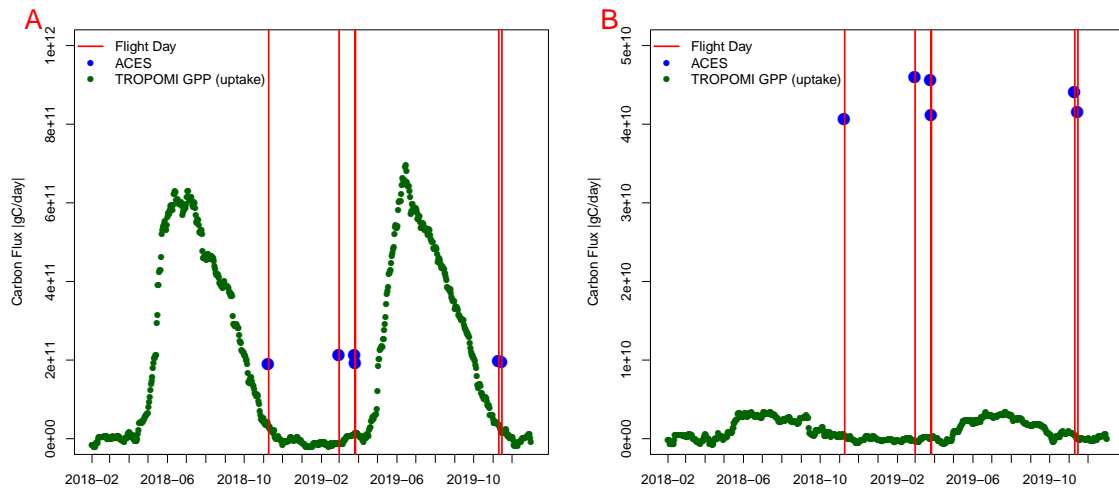 A
Flight Day
ACES
TROPOMI GPP (uptake)
Carbon Flux |gC/day|
1e+12
8e+11
6e+11
4e+11
2e+11
0e+00
2018−02
2018−06
2018−10
2019−02
2019−06
2019−10
B
Flight Day
ACES
TROPOMI GPP (uptake)
Carbon Flux |gC/day|
5e+10
4e+10
3e+10
2e+10
1e+10
0e+00
2018−02
2018−06
2018−10
2019−02
2019−06
2019−10